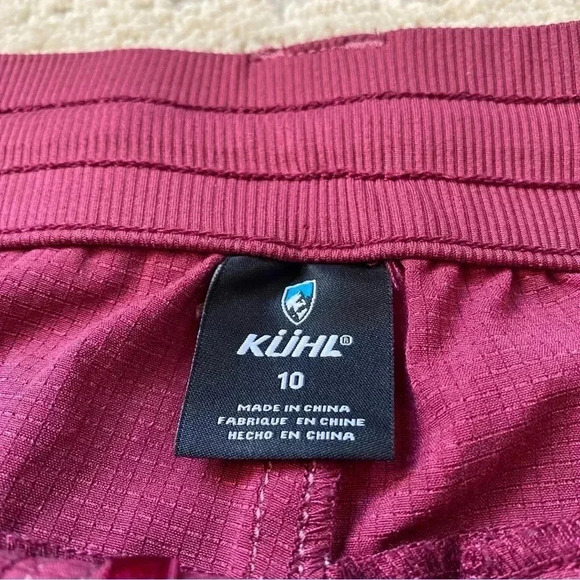 KÜHL®
10
MADE IN CHINA
FABRIQUE EN CHINE
HECHO EN CHINA